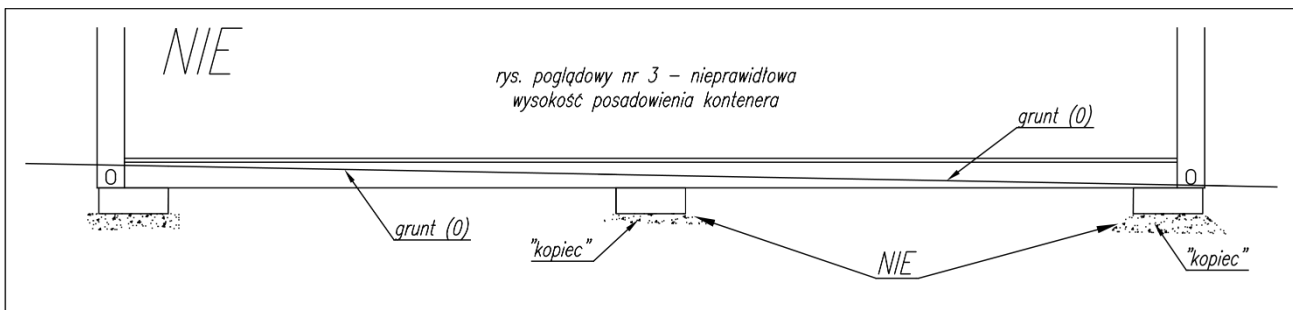 NIE
rys. poglądowy nr 3 – nieprawidłowa
wysokość posadowienia kontenera
grunt (0)
grunt (0)
"kopiec"
NIE
"kopiec"